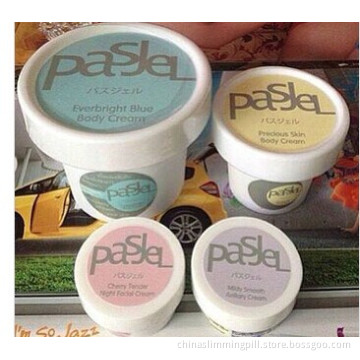 pasJeL
パスジェル
Everbright Blue
Body Cream
pasJeL
pasJeL
パスジェル
Precious Skin
Body Cream
pasJeL
パスジェル
Cherry Tender
Night Facial Cream
pasJeL
パスジェル
Milky Smooth
Axillary Cream
I'm So Jazz
chinaslimmingpill.store.bossgoo.com